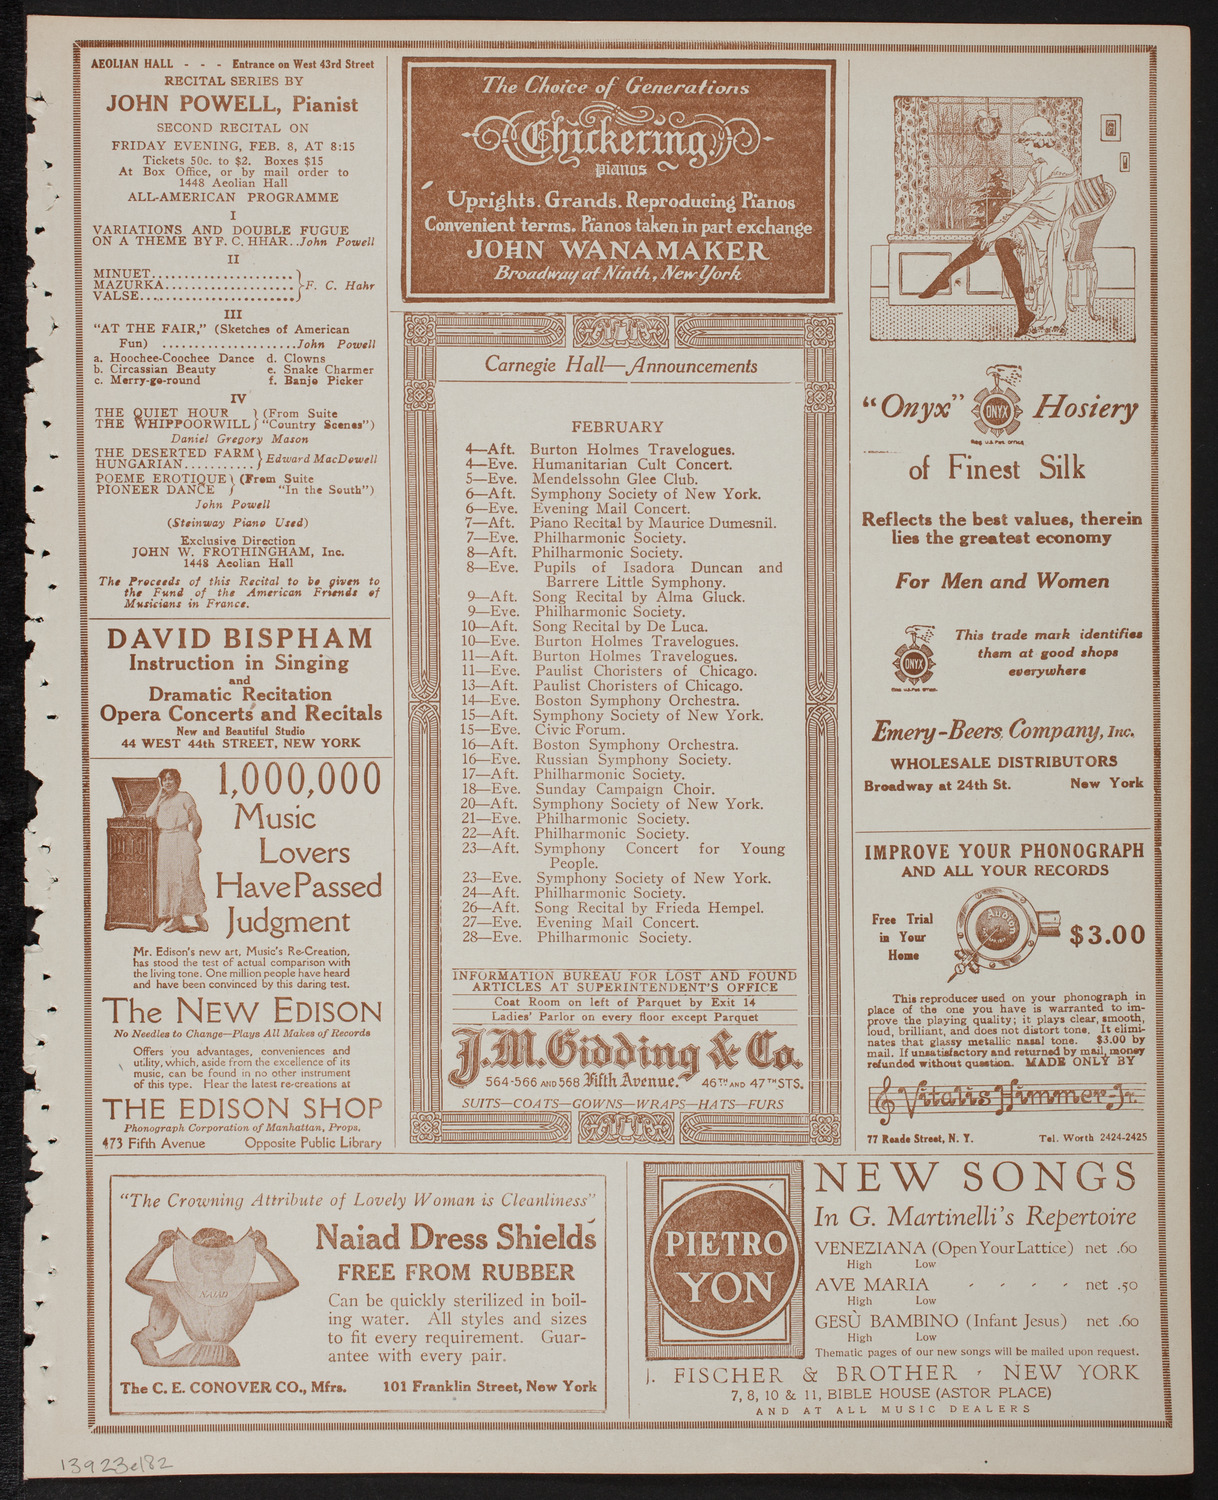 AEOLIAN HALL - - - Entrance on West 43rd Street
RECITAL SERIES BY
JOHN POWELL, Pianist
SECOND RECITAL ON
FRIDAY EVENING, FEB. 8, AT 8:15
Tickets 50c. to $2. Boxes $15
At Box Office, or by mail order to
1448 Aeolian Hall
ALL-AMERICAN PROGRAMME
I
VARIATIONS AND DOUBLE FUGUE
ON A THEME BY F. C. HHAR..John Powell
II
MINUET
MAZURKA
VALSE
F. C. Hahr
III
"AT THE FAIR," (Sketches of American
Fun) ....................John Powell
a. Hoochee-Coochee Dance d. Clowns
b. Circassian Beauty e. Snake Charmer
c. Merry-go-round f. Banjo Picker
IV
THE QUIET HOUR } (From Suite
THE WHIPPOORWILL } "Country Scenes")
Daniel Gregory Mason
THE DESERTED FARM
HUNGARIAN........... } Edward MacDowell
POEME EROTIQUE } (From Suite
PIONEER DANCE } "In the South")
John Powell
(Steinway Piano Used)
Exclusive Direction
JOHN W. FROTHINGHAM, Inc.
1448 Aeolian Hall
The Proceeds of this Recital to be given to
the Fund of the American Friends of
Musicians in France.
DAVID BISPHAM
Instruction in Singing
and
Dramatic Recitation
Opera Concerts and Recitals
New and Beautiful Studio
44 WEST 44th STREET, NEW YORK
1,000,000
Music
Lovers
Have Passed
Judgment
Mr. Edison's new art, Music's Re-Creation,
has stood the test of actual comparison with
the living tone. One million people have heard
and have been convinced by this daring test.
The NEW EDISON
No Needles to Change—Plays All Makes of Records
Offers you advantages, conveniences and
utility, which, aside from the excellence of its
music, can be found in no other instrument
of this type. Hear the latest re-creations at
THE EDISON SHOP
Phonograph Corporation of Manhattan, Props.
473 Fifth Avenue Opposite Public Library
The Choice of Generations
Chickering
pianos
Uprights. Grands. Reproducing Pianos
Convenient terms. Pianos taken in part exchange
JOHN WANAMAKER
Broadway at Ninth, New York
Carnegie Hall—Announcements
FEBRUARY
4—Aft. Burton Holmes Travelogues.
4—Eve. Humanitarian Cult Concert.
5—Eve. Mendelssohn Glee Club.
6—Aft. Symphony Society of New York.
6—Eve. Evening Mail Concert.
7—Aft. Piano Recital by Maurice Dumesnil.
7—Eve. Philharmonic Society.
8—Aft. Philharmonic Society.
8—Eve. Pupils of Isadora Duncan and
Barrere Little Symphony.
9—Aft. Song Recital by Alma Gluck.
9—Eve. Philharmonic Society.
10—Aft. Song Recital by De Luca.
10—Eve. Burton Holmes Travelogues.
11—Aft. Burton Holmes Travelogues.
11—Eve. Paulist Choristers of Chicago.
13—Aft. Paulist Choristers of Chicago.
14—Eve. Boston Symphony Orchestra.
15—Aft. Symphony Society of New York.
15—Eve. Civic Forum.
16—Aft. Boston Symphony Orchestra.
16—Eve. Russian Symphony Society.
17—Aft. Philharmonic Society.
18—Eve. Sunday Campaign Choir.
20—Aft. Symphony Society of New York.
21—Eve. Philharmonic Society.
22—Aft. Philharmonic Society.
23—Aft. Symphony Concert for Young
People.
23—Eve. Symphony Society of New York.
24—Aft. Philharmonic Society.
26—Aft. Song Recital by Frieda Hempel.
27—Eve. Evening Mail Concert.
28—Eve. Philharmonic Society.
INFORMATION BUREAU FOR LOST AND FOUND
ARTICLES AT SUPERINTENDENT'S OFFICE
Coat Room on left of Parquet by Exit 14
Ladies' Parlor on every floor except Parquet
J.M. Gidding & Co.
564-566 AND 568 Fifth Avenue. 46TH AND 47TH STS.
SUITS—COATS—GOWNS—WRAPS—HATS—FURS
"Onyx" ONYX Hosiery
Reg. U.S. Pat. Office
of Finest Silk
Reflects the best values, therein
lies the greatest economy
For Men and Women
ONYX
Reg. U.S. Pat. Office
This trade mark identifies
them at good shops
everywhere
Emery-Beers Company, Inc.
WHOLESALE DISTRIBUTORS
Broadway at 24th St. New York
IMPROVE YOUR PHONOGRAPH
AND ALL YOUR RECORDS
Free Trial
in Your
Home
Audion
$3.00
This reproducer used on your phonograph in
place of the one you have is warranted to im-
prove the playing quality; it plays clear, smooth,
loud, brilliant, and does not distort tone. It elimi-
nates that glassy metallic nasal tone. $3.00 by
mail. If unsatisfactory and returned by mail, money
refunded without question. MADE ONLY BY
Vitalis Himmer Jr.
77 Reade Street, N. Y. Tel. Worth 2424-2425
"The Crowning Attribute of Lovely Woman is Cleanliness"
NAIAD
Naiad Dress Shields
FREE FROM RUBBER
Can be quickly sterilized in boil-
ing water. All styles and sizes
to fit every requirement. Guar-
antee with every pair.
The C. E. CONOVER CO., Mfrs. 101 Franklin Street, New York
PIETRO
YON
NEW SONGS
In G. Martinelli's Repertoire
VENEZIANA (Open Your Lattice) net .60
High Low
AVE MARIA - - - - net .50
High Low
GESÙ BAMBINO (Infant Jesus) net .60
High Low
Thematic pages of our new songs will be mailed upon request.
J. FISCHER & BROTHER - NEW YORK
7, 8, 10 & 11, BIBLE HOUSE (ASTOR PLACE)
AND AT ALL MUSIC DEALERS
13923e/82